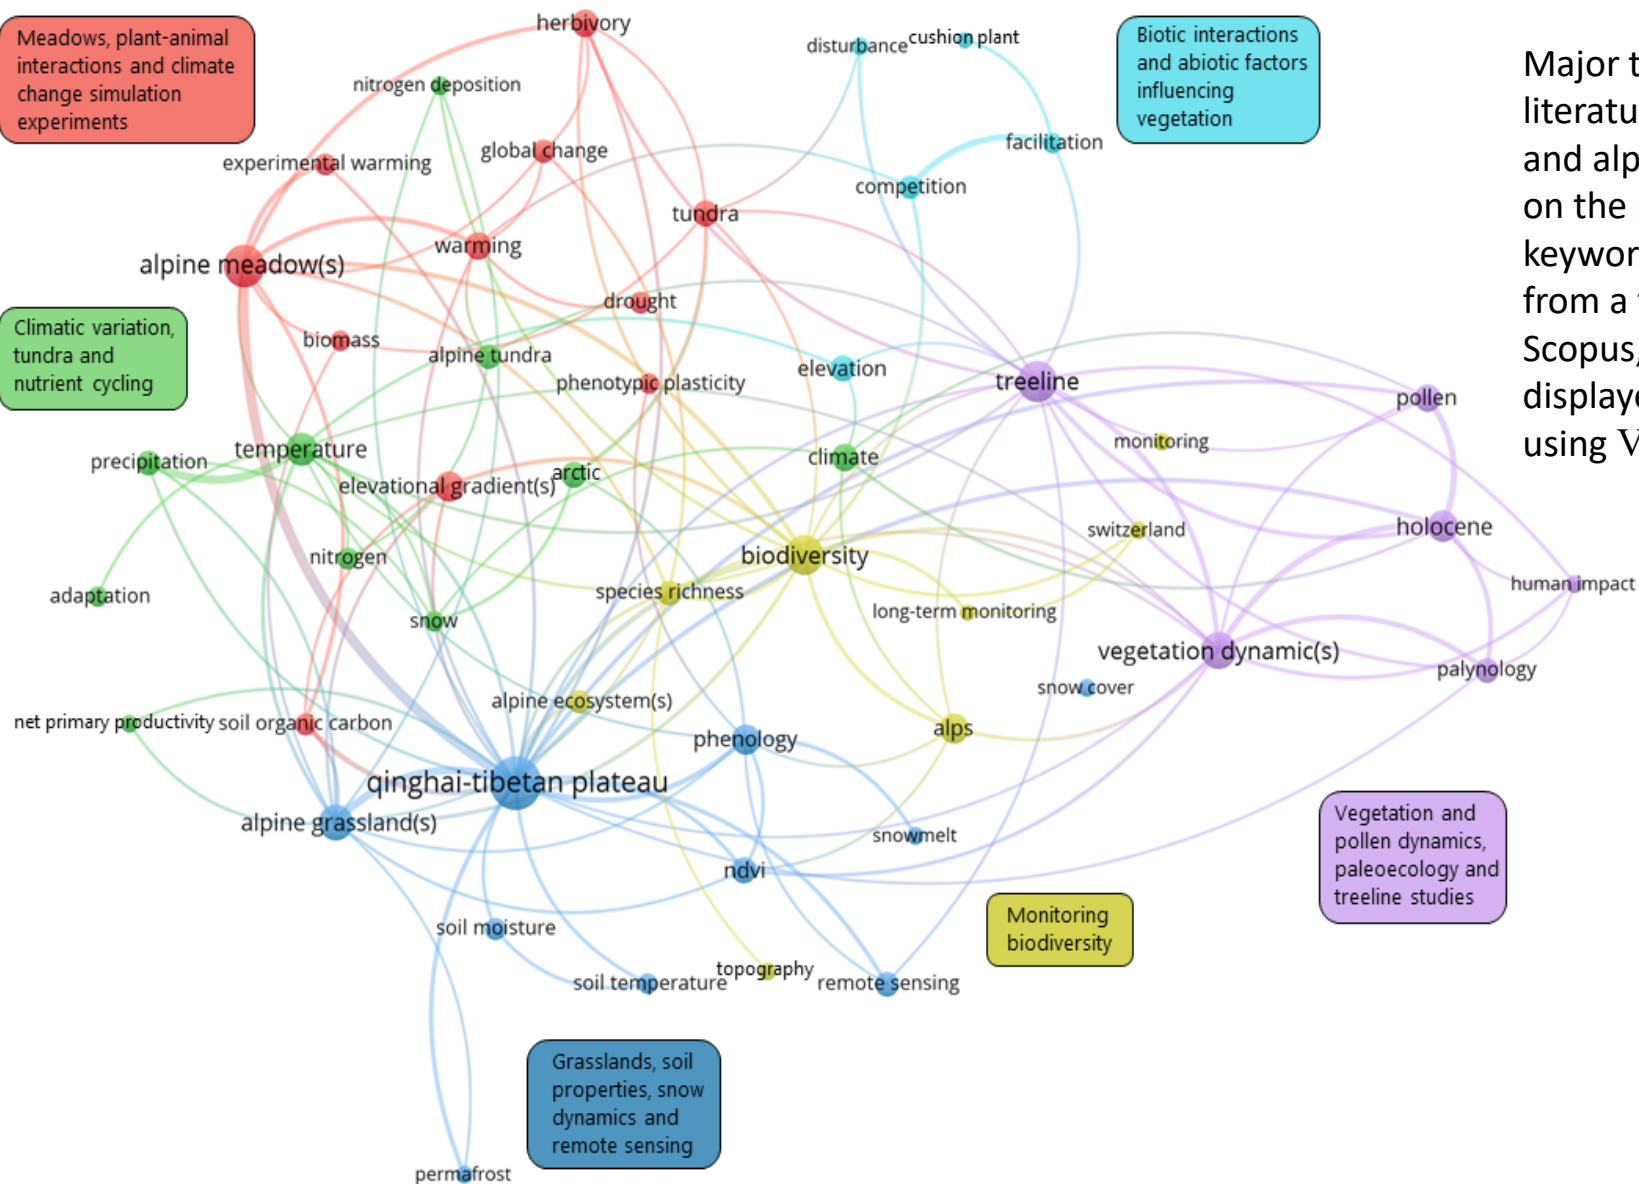 herbivory
disturbance
cushion plant
Meadows, plant-animal
interactions and climate
change simulation
experiments
Biotic interactions
and abiotic factors
influencing
vegetation
nitrogen deposition
experimental warming
global change
facilitation
competition
tundra
alpine meadow(s)
warming
drought
Climatic variation,
tundra and
nutrient cycling
biomass
alpine tundra
phenotypic plasticity
elevation
treeline
pollen
monitoring
precipitation
temperature
elevational gradient(s)
arctic
climate
switzerland
holocene
nitrogen
biodiversity
adaptation
species richness
snow
long-term monitoring
human impact
vegetation dynamic(s)
palynology
snow cover
alpine ecosystem(s)
net primary productivity
soil organic carbon
phenology
alps
qinghai-tibetan plateau
alpine grassland(s)
snowmelt
ndvi
Vegetation and
pollen dynamics,
paleoecology and
treeline studies
Monitoring
biodiversity
soil moisture
soil temperature
topography
remote sensing
Grasslands, soil
properties, snow
dynamics and
remote sensing
permafrost
Major
and
on the
from a
Scopus,
using